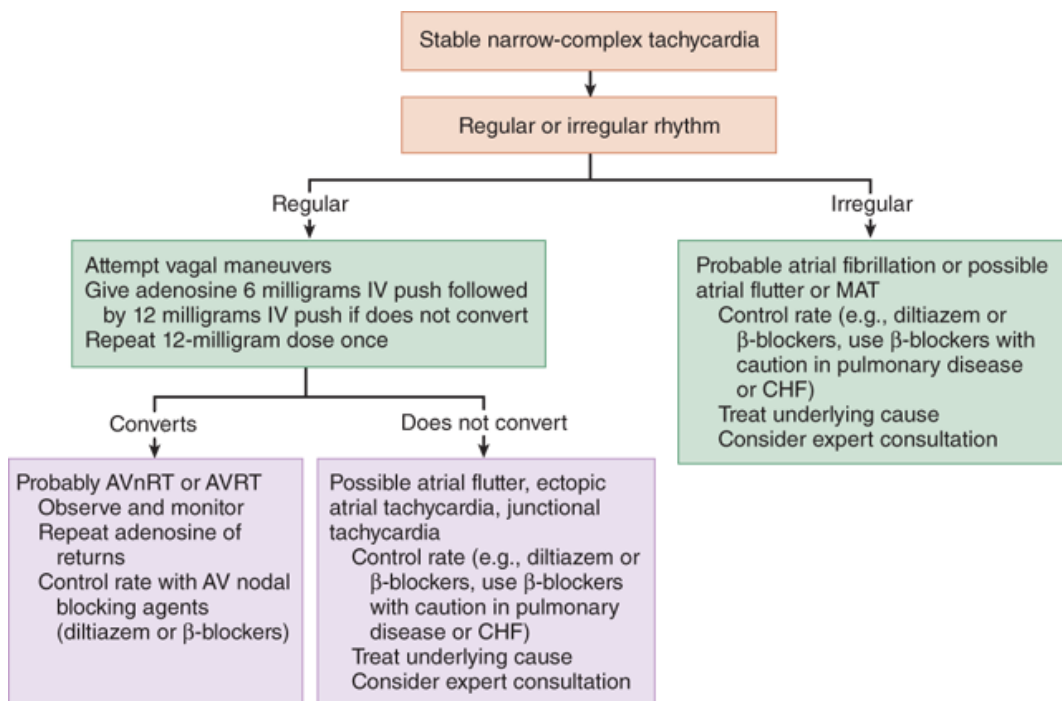 Stable narrow-complex tachycardia
Regular or irregular rhythm
Regular
Irregular
Attempt vagal maneuvers
Give adenosine 6 milligrams IV push followed
by 12 milligrams IV push if does not convert
Repeat 12-milligram dose once
Probable atrial fibrillation or possible
atrial flutter or MAT
Control rate (e.g., diltiazem or
β-blockers, use β-blockers with
caution in pulmonary disease
or CHF)
Treat underlying cause
Consider expert consultation
Converts
Does not convert
Probably AVnRT or AVRT
Observe and monitor
Repeat adenosine of
returns
Control rate with AV nodal
blocking agents
(diltiazem or β-blockers)
Possible atrial flutter, ectopic
atrial tachycardia, junctional
tachycardia
Control rate (e.g., diltiazem or
β-blockers, use β-blockers
with caution in pulmonary
disease or CHF)
Treat underlying cause
Consider expert consultation